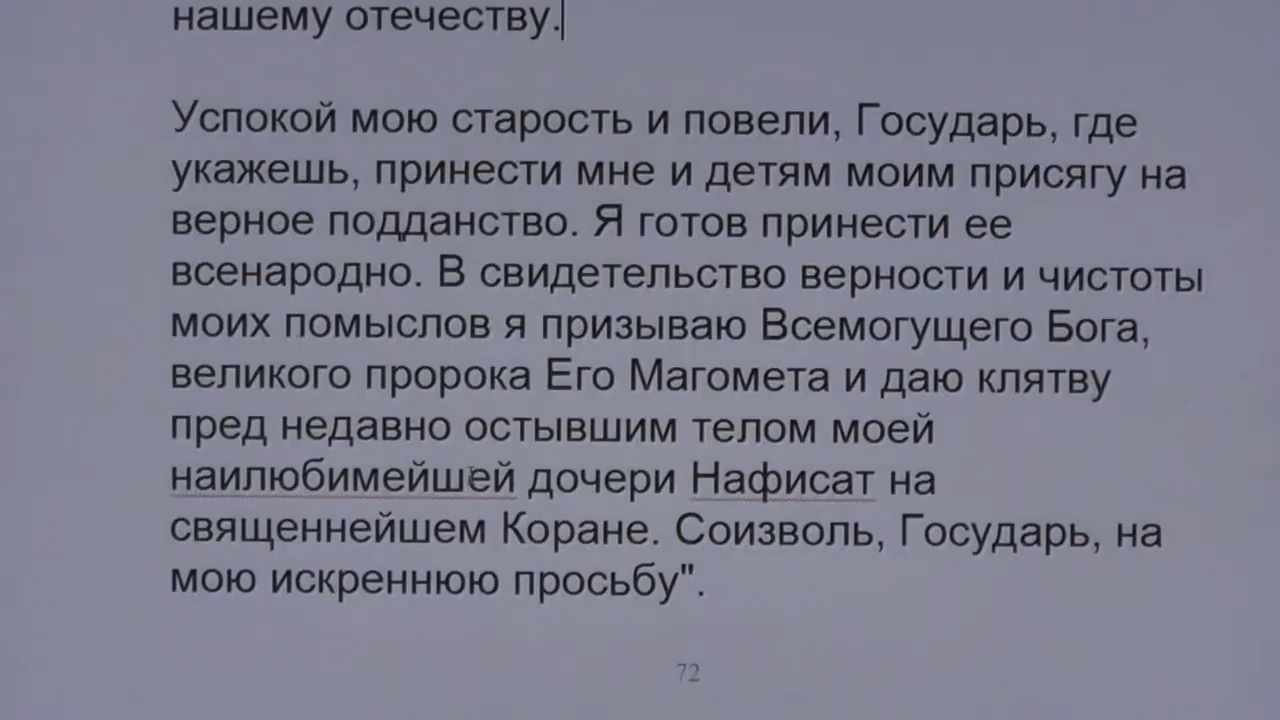 нашему отечеству.
Успокой мою старость и повели, Государь, где
укажешь, принести мне и детям моим присягу на
верное подданство. Я готов принести ее
всенародно. В свидетельство верности и чистоты
моих помыслов я призываю Всемогущего Бога,
великого пророка Его Магомета и даю клятву
пред недавно остывшим телом моей
наилюбимейшей дочери Нафисат на
священнейшем Коране. Соизволь, Государь, на
мою искреннюю просьбу".
72